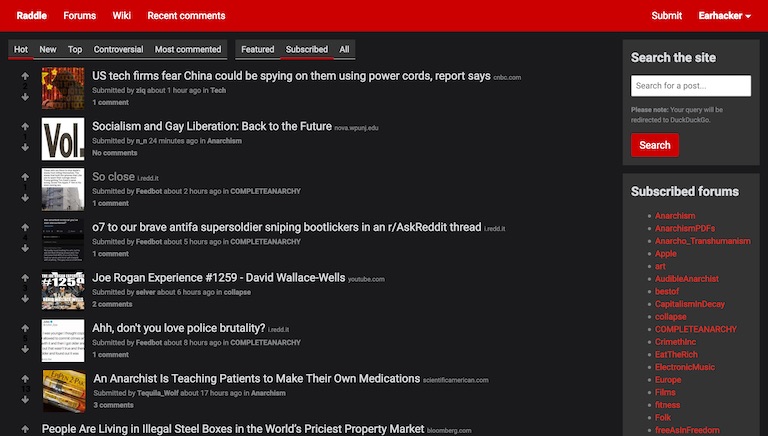 Raddle Forums Wiki Recent comments Submit Earhacker
Hot New Top Controversial Most commented Featured Subscribed All
US tech firms fear China could be spying on them using power cords, report says cnbc.com
Submitted by ziq about 1 hour ago in Tech
1 comment
Vol.
Socialism and Gay Liberation: Back to the Future nova.wpunj.edu
Submitted by n_n 24 minutes ago in Anarchism
No comments
So close i.redd.it
Submitted by Feedbot about 2 hours ago in COMPLETEANARCHY
1 comment
o7 to our brave antifa supersoldier sniping bootlickers in an r/AskReddit thread i.redd.it
Submitted by Feedbot about 5 hours ago in COMPLETEANARCHY
1 comment
#1259
Joe Rogan Experience #1259 - David Wallace-Wells youtube.com
Submitted by selver about 6 hours ago in collapse
2 comments
Ahh, don't you love police brutality? i.redd.it
Submitted by Feedbot about 8 hours ago in COMPLETEANARCHY
1 comment
13
An Anarchist Is Teaching Patients to Make Their Own Medications scientificamerican.com
Submitted by Tequila_Wolf about 17 hours ago in Anarchism
3 comments
People Are Living in Illegal Steel Boxes in the World's Priciest Property Market bloomberg.com
Search the site
Search for a post...
Please note: Your query will be
redirected to DuckDuckGo.
Search
Subscribed forums
Anarchism
AnarchismPDFs
Anarcho_Transhumanism
Apple
art
AudibleAnarchist
bestof
CapitalismInDecay
collapse
COMPLETEANARCHY
CrimethInc
EatTheRich
ElectronicMusic
Europe
Films
fitness
Folk
freeAsInFreedom